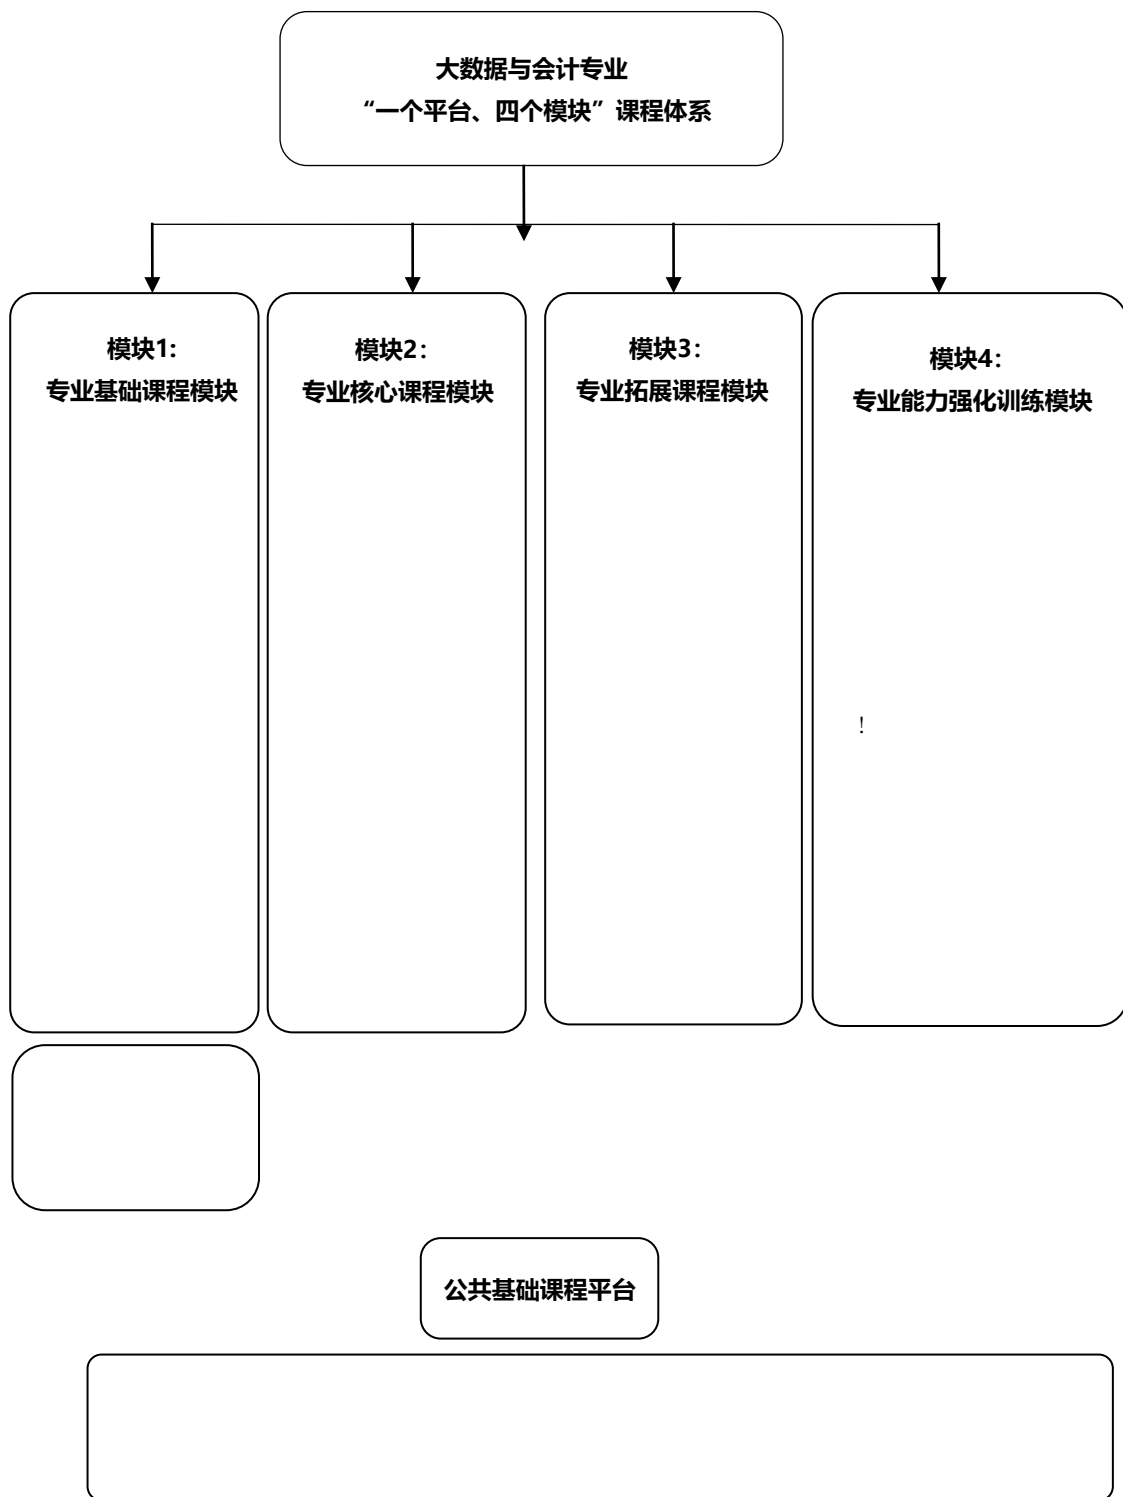 大数据与会计专业
“一个平台、四个模块”课程体系
模块1:
专业基础课程模块
模块2:
专业核心课程模块
模块3:
专业拓展课程模块
模块4:
专业能力强化训练模块
!
公共基础课程平台